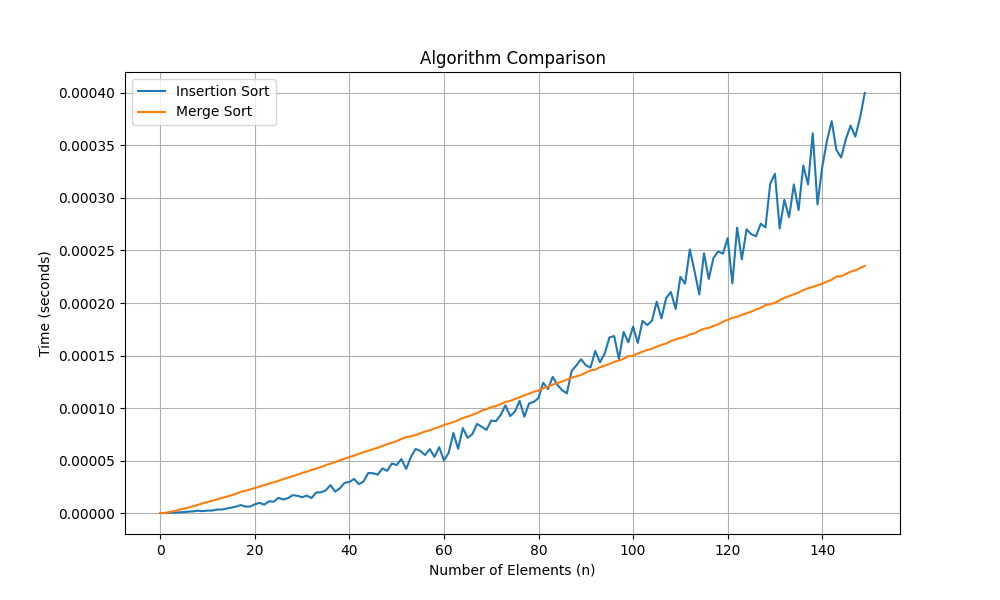 Algorithm Comparison
Insertion Sort
Merge Sort
0.00040
0.00035
0.00030
0.00025
0.00020
0.00015
0.00010
0.00005
0.00000
Time (seconds)
0 20 40 60 80 100 120 140
Number of Elements (n)